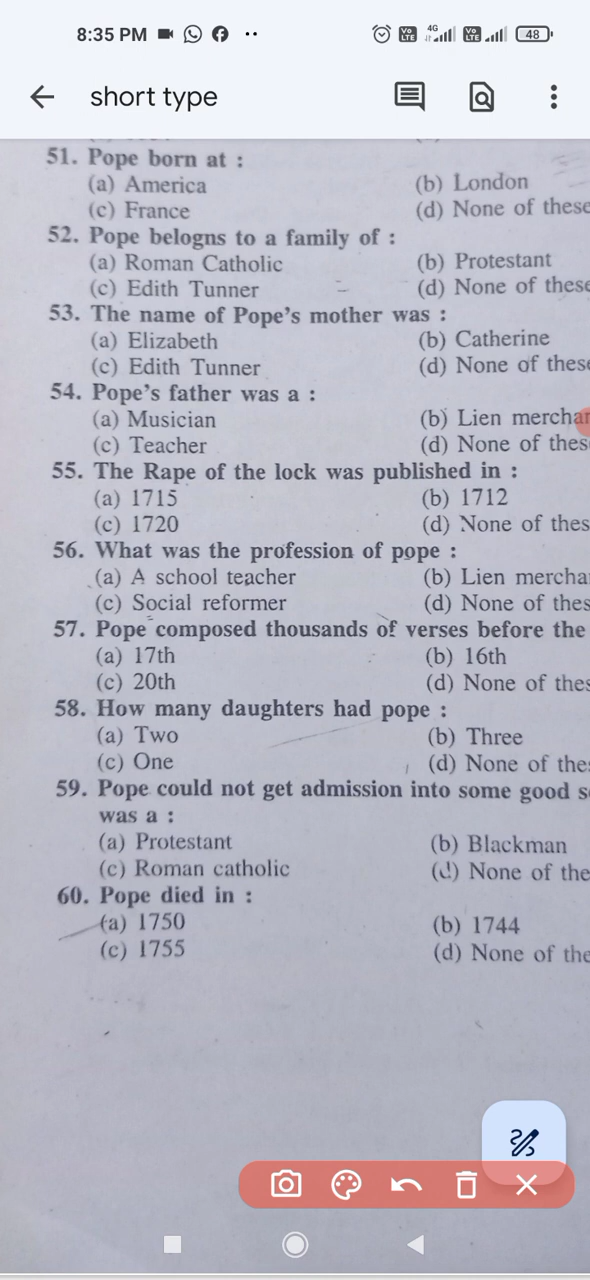 8:35 PM
4G
Vo LTE
Vo LTE
48
short type
51. Pope born at :
(a) America (b) London
(c) France (d) None of these
52. Pope belogns to a family of :
(a) Roman Catholic (b) Protestant
(c) Edith Tunner (d) None of these
53. The name of Pope's mother was :
(a) Elizabeth (b) Catherine
(c) Edith Tunner (d) None of these
54. Pope's father was a :
(a) Musician (b) Lien merchan
(c) Teacher (d) None of thes
55. The Rape of the lock was published in :
(a) 1715 (b) 1712
(c) 1720 (d) None of thes
56. What was the profession of pope :
(a) A school teacher (b) Lien mercha
(c) Social reformer (d) None of thes
57. Pope composed thousands of verses before the
(a) 17th (b) 16th
(c) 20th (d) None of thes
58. How many daughters had pope :
(a) Two (b) Three
(c) One (d) None of the
59. Pope could not get admission into some good s
was a :
(a) Protestant (b) Blackman
(c) Roman catholic (d) None of the
60. Pope died in :
(a) 1750 (b) 1744
(c) 1755 (d) None of the